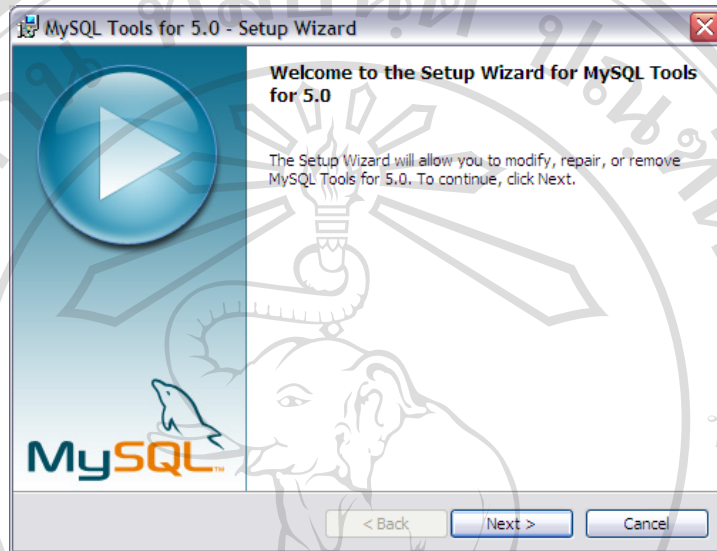 MySQL Tools for 5.0 - Setup Wizard
Welcome to the Setup Wizard for MySQL Tools
for 5.0
The Setup Wizard will allow you to modify, repair, or remove
MySQL Tools for 5.0. To continue, click Next.
MySQL
TM
< Back
Next >
Cancel